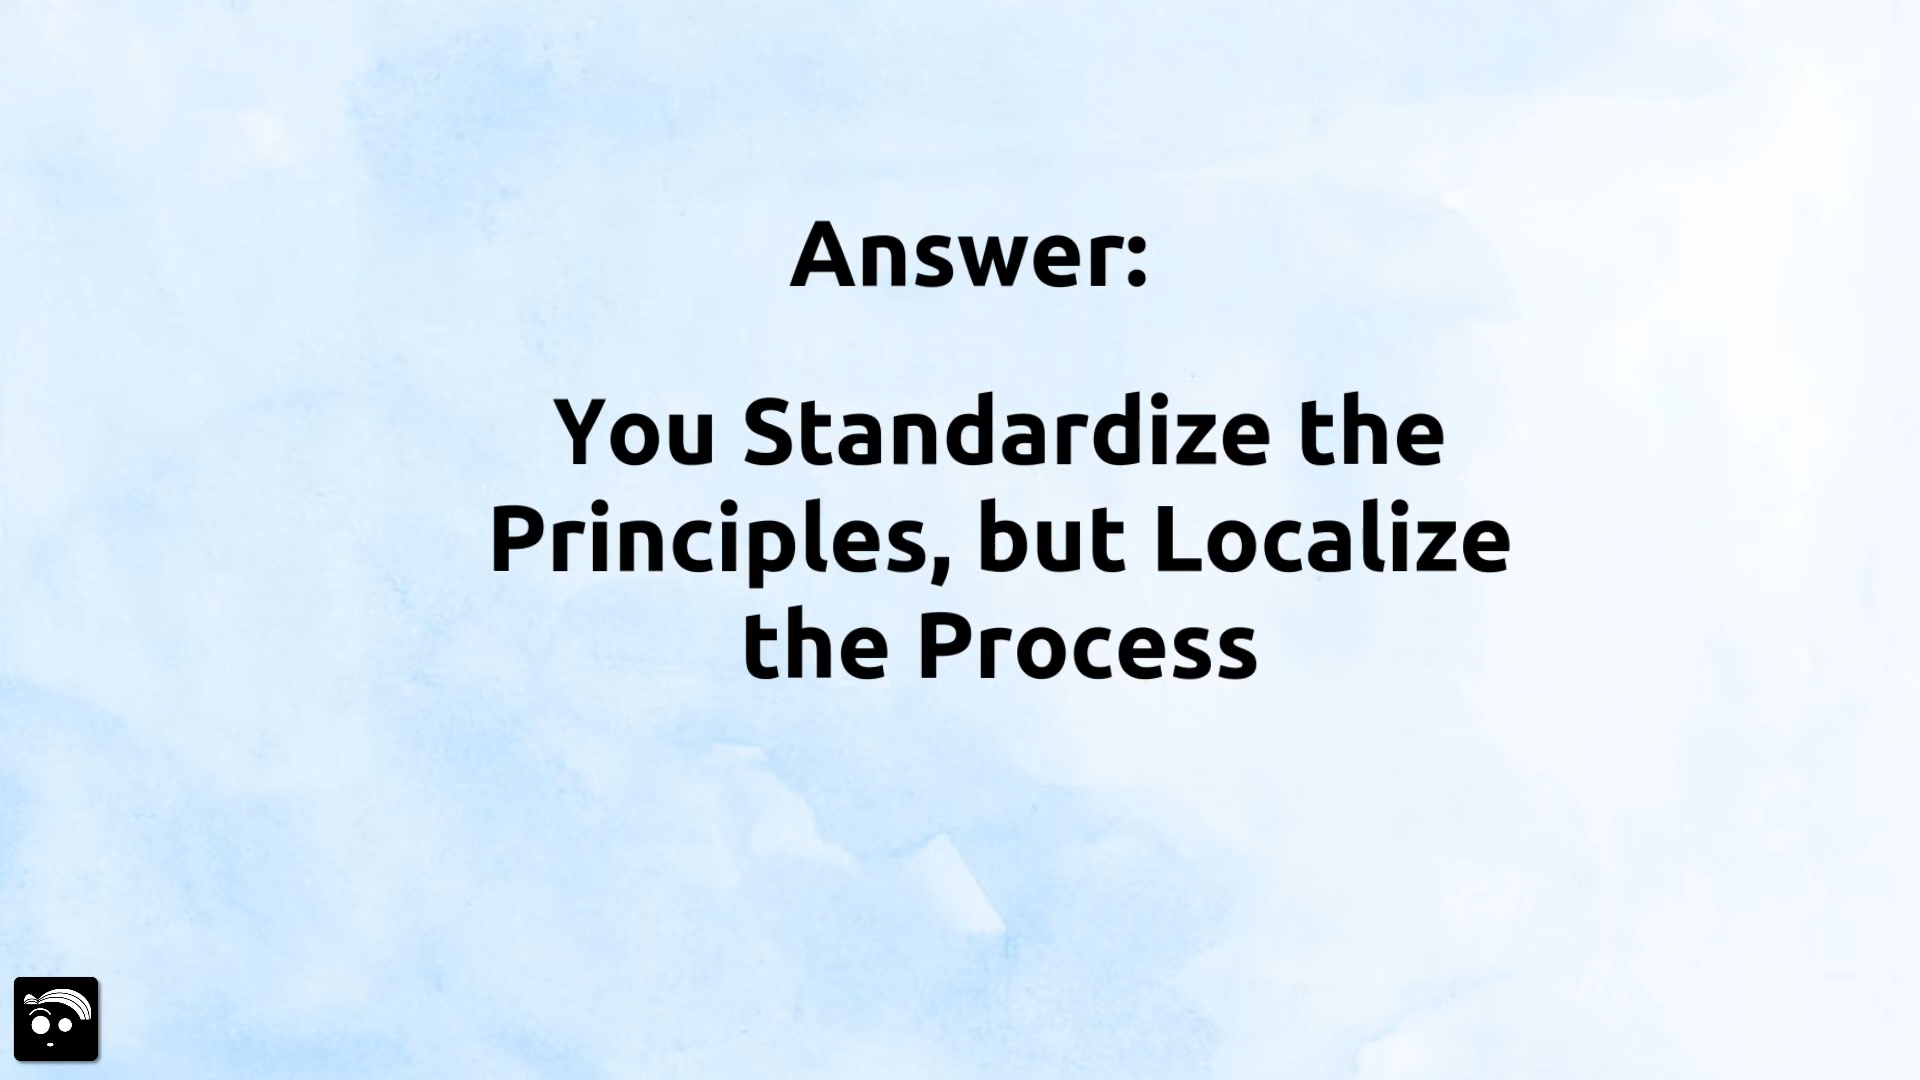 Answer:
You Standardize the
Principles, but Localize
the Process